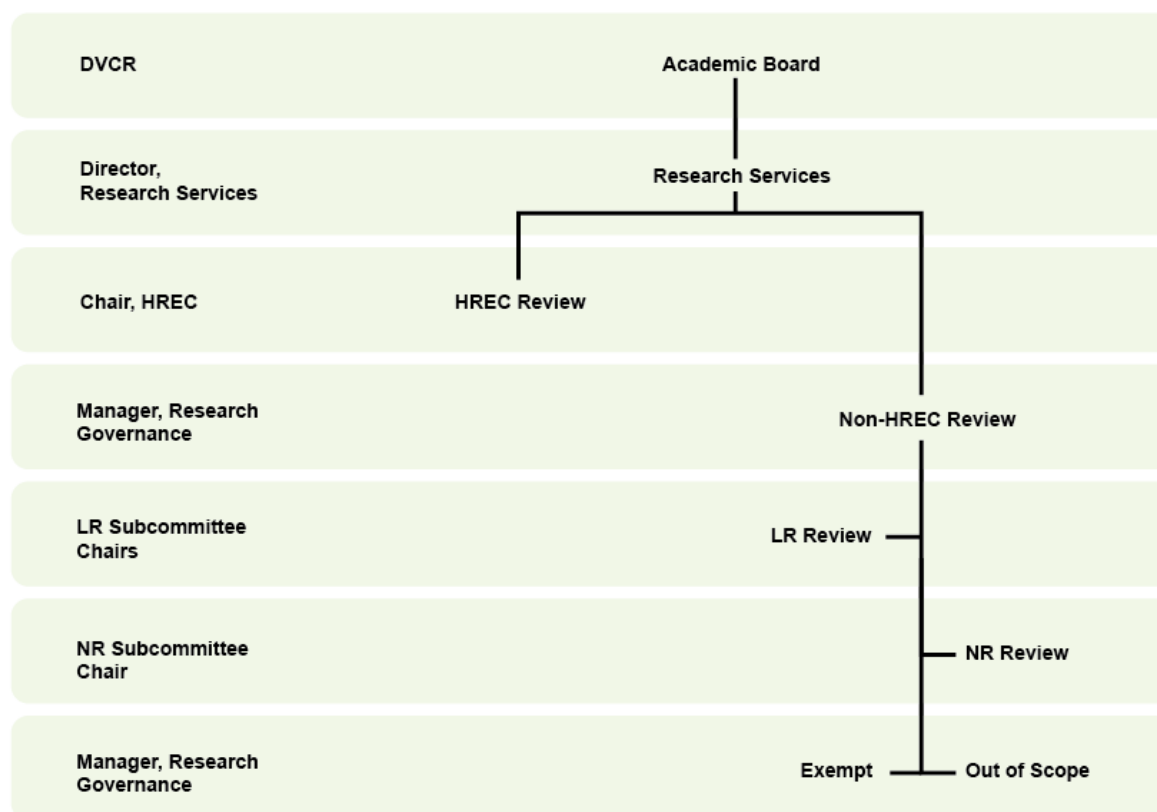 DVCR
Academic Board
Director,
Research Services
Research Services
Chair, HREC
HREC Review
Manager, Research
Governance
Non-HREC Review
LR Subcommittee
Chairs
LR Review
NR Subcommittee
Chair
NR Review
Manager, Research
Governance
Exempt
Out of Scope